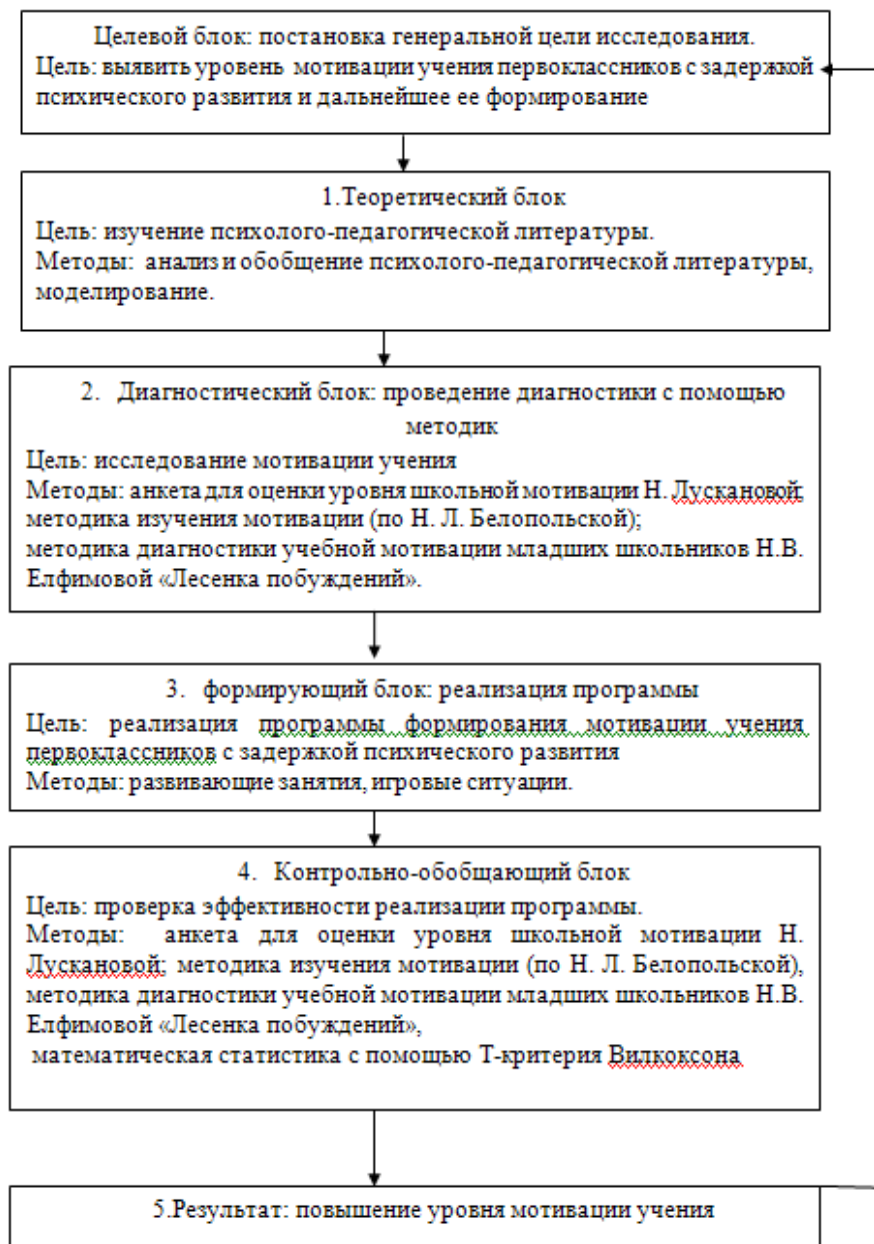 Целевой блок: постановка генеральной цели исследования.
Цель: выявить уровень мотивации учения первоклассников с задержкой
психического развития и дальнейшее ее формирование
1.Теоретический блок
Цель: изучение психолого-педагогической литературы.
Методы: анализ и обобщение психолого-педагогической литературы,
моделирование.
2. Диагностический блок: проведение диагностики с помощью
методик
Цель: исследование мотивации учения
Методы: анкета для оценки уровня школьной мотивации Н. Лускановой;
методика изучения мотивации (по Н. Л. Белопольской);
методика диагностики учебной мотивации младших школьников Н.В.
Елфимовой «Лесенка побуждений».
3. формирующий блок: реализация программы
Цель: реализация программы формирования мотивации учения
первоклассников с задержкой психического развития
Методы: развивающие занятия, игровые ситуации.
4. Контрольно-обобщающий блок
Цель: проверка эффективности реализации программы.
Методы: анкета для оценки уровня школьной мотивации Н.
Лускановой; методика изучения мотивации (по Н. Л. Белопольской),
методика диагностики учебной мотивации младших школьников Н.В.
Елфимовой «Лесенка побуждений»,
математическая статистика с помощью Т-критерия Вилкоксона
5.Результат: повышение уровня мотивации учения